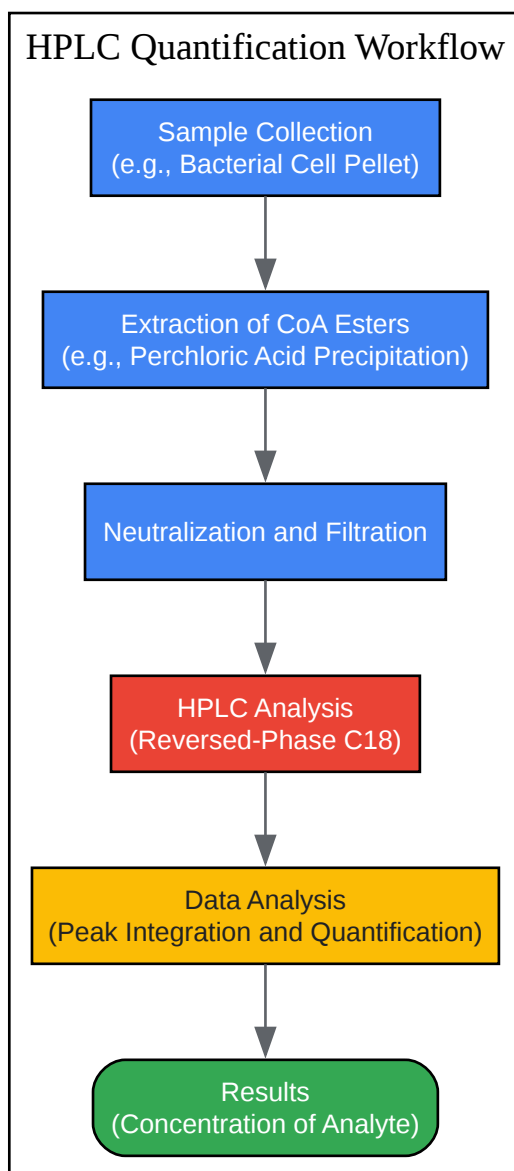 HPLC Quantification Workflow
Sample Collection
(e.g., Bacterial Cell Pellet)
Extraction of CoA Esters
(e.g., Perchloric Acid Precipitation)
Neutralization and Filtration
HPLC Analysis
(Reversed-Phase C18)
Data Analysis
(Peak Integration and Quantification)
Results
(Concentration of Analyte)